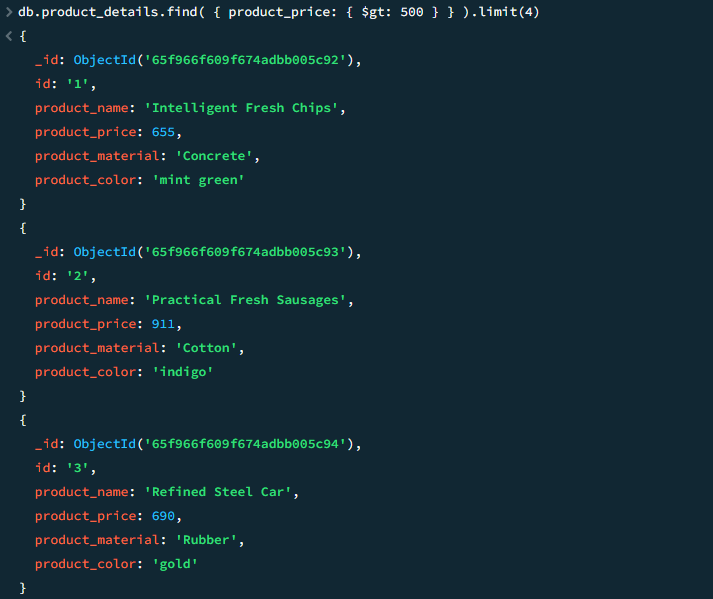 > db.product_details.find( { product_price: { $gt: 500 } } ).limit(4)
< {
_id: ObjectId('65f966f609f674adbb005c92'),
id: '1',
product_name: 'Intelligent Fresh Chips',
product_price: 655,
product_material: 'Concrete',
product_color: 'mint green'
}
{
_id: ObjectId('65f966f609f674adbb005c93'),
id: '2',
product_name: 'Practical Fresh Sausages',
product_price: 911,
product_material: 'Cotton',
product_color: 'indigo'
}
{
_id: ObjectId('65f966f609f674adbb005c94'),
id: '3',
product_name: 'Refined Steel Car',
product_price: 690,
product_material: 'Rubber',
product_color: 'gold'
}